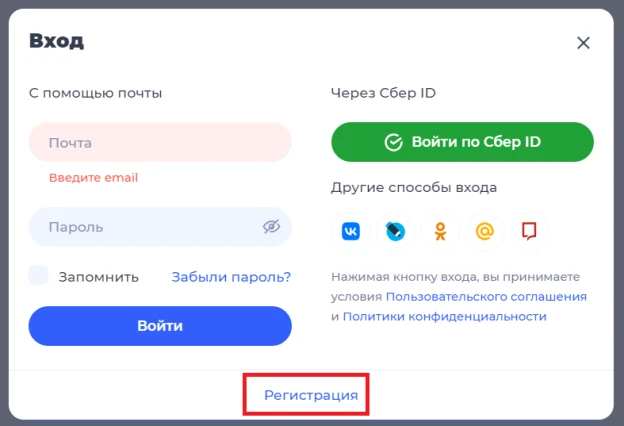 Вход
С помощью почты
Почта
Введите email
Пароль
Запомнить
Забыли пароль?
Войти
Через Сбер ID
Войти по Сбер ID
Другие способы входа
Нажимая кнопку входа, вы принимаете
условия Пользовательского соглашения
и Политики конфиденциальности
Регистрация